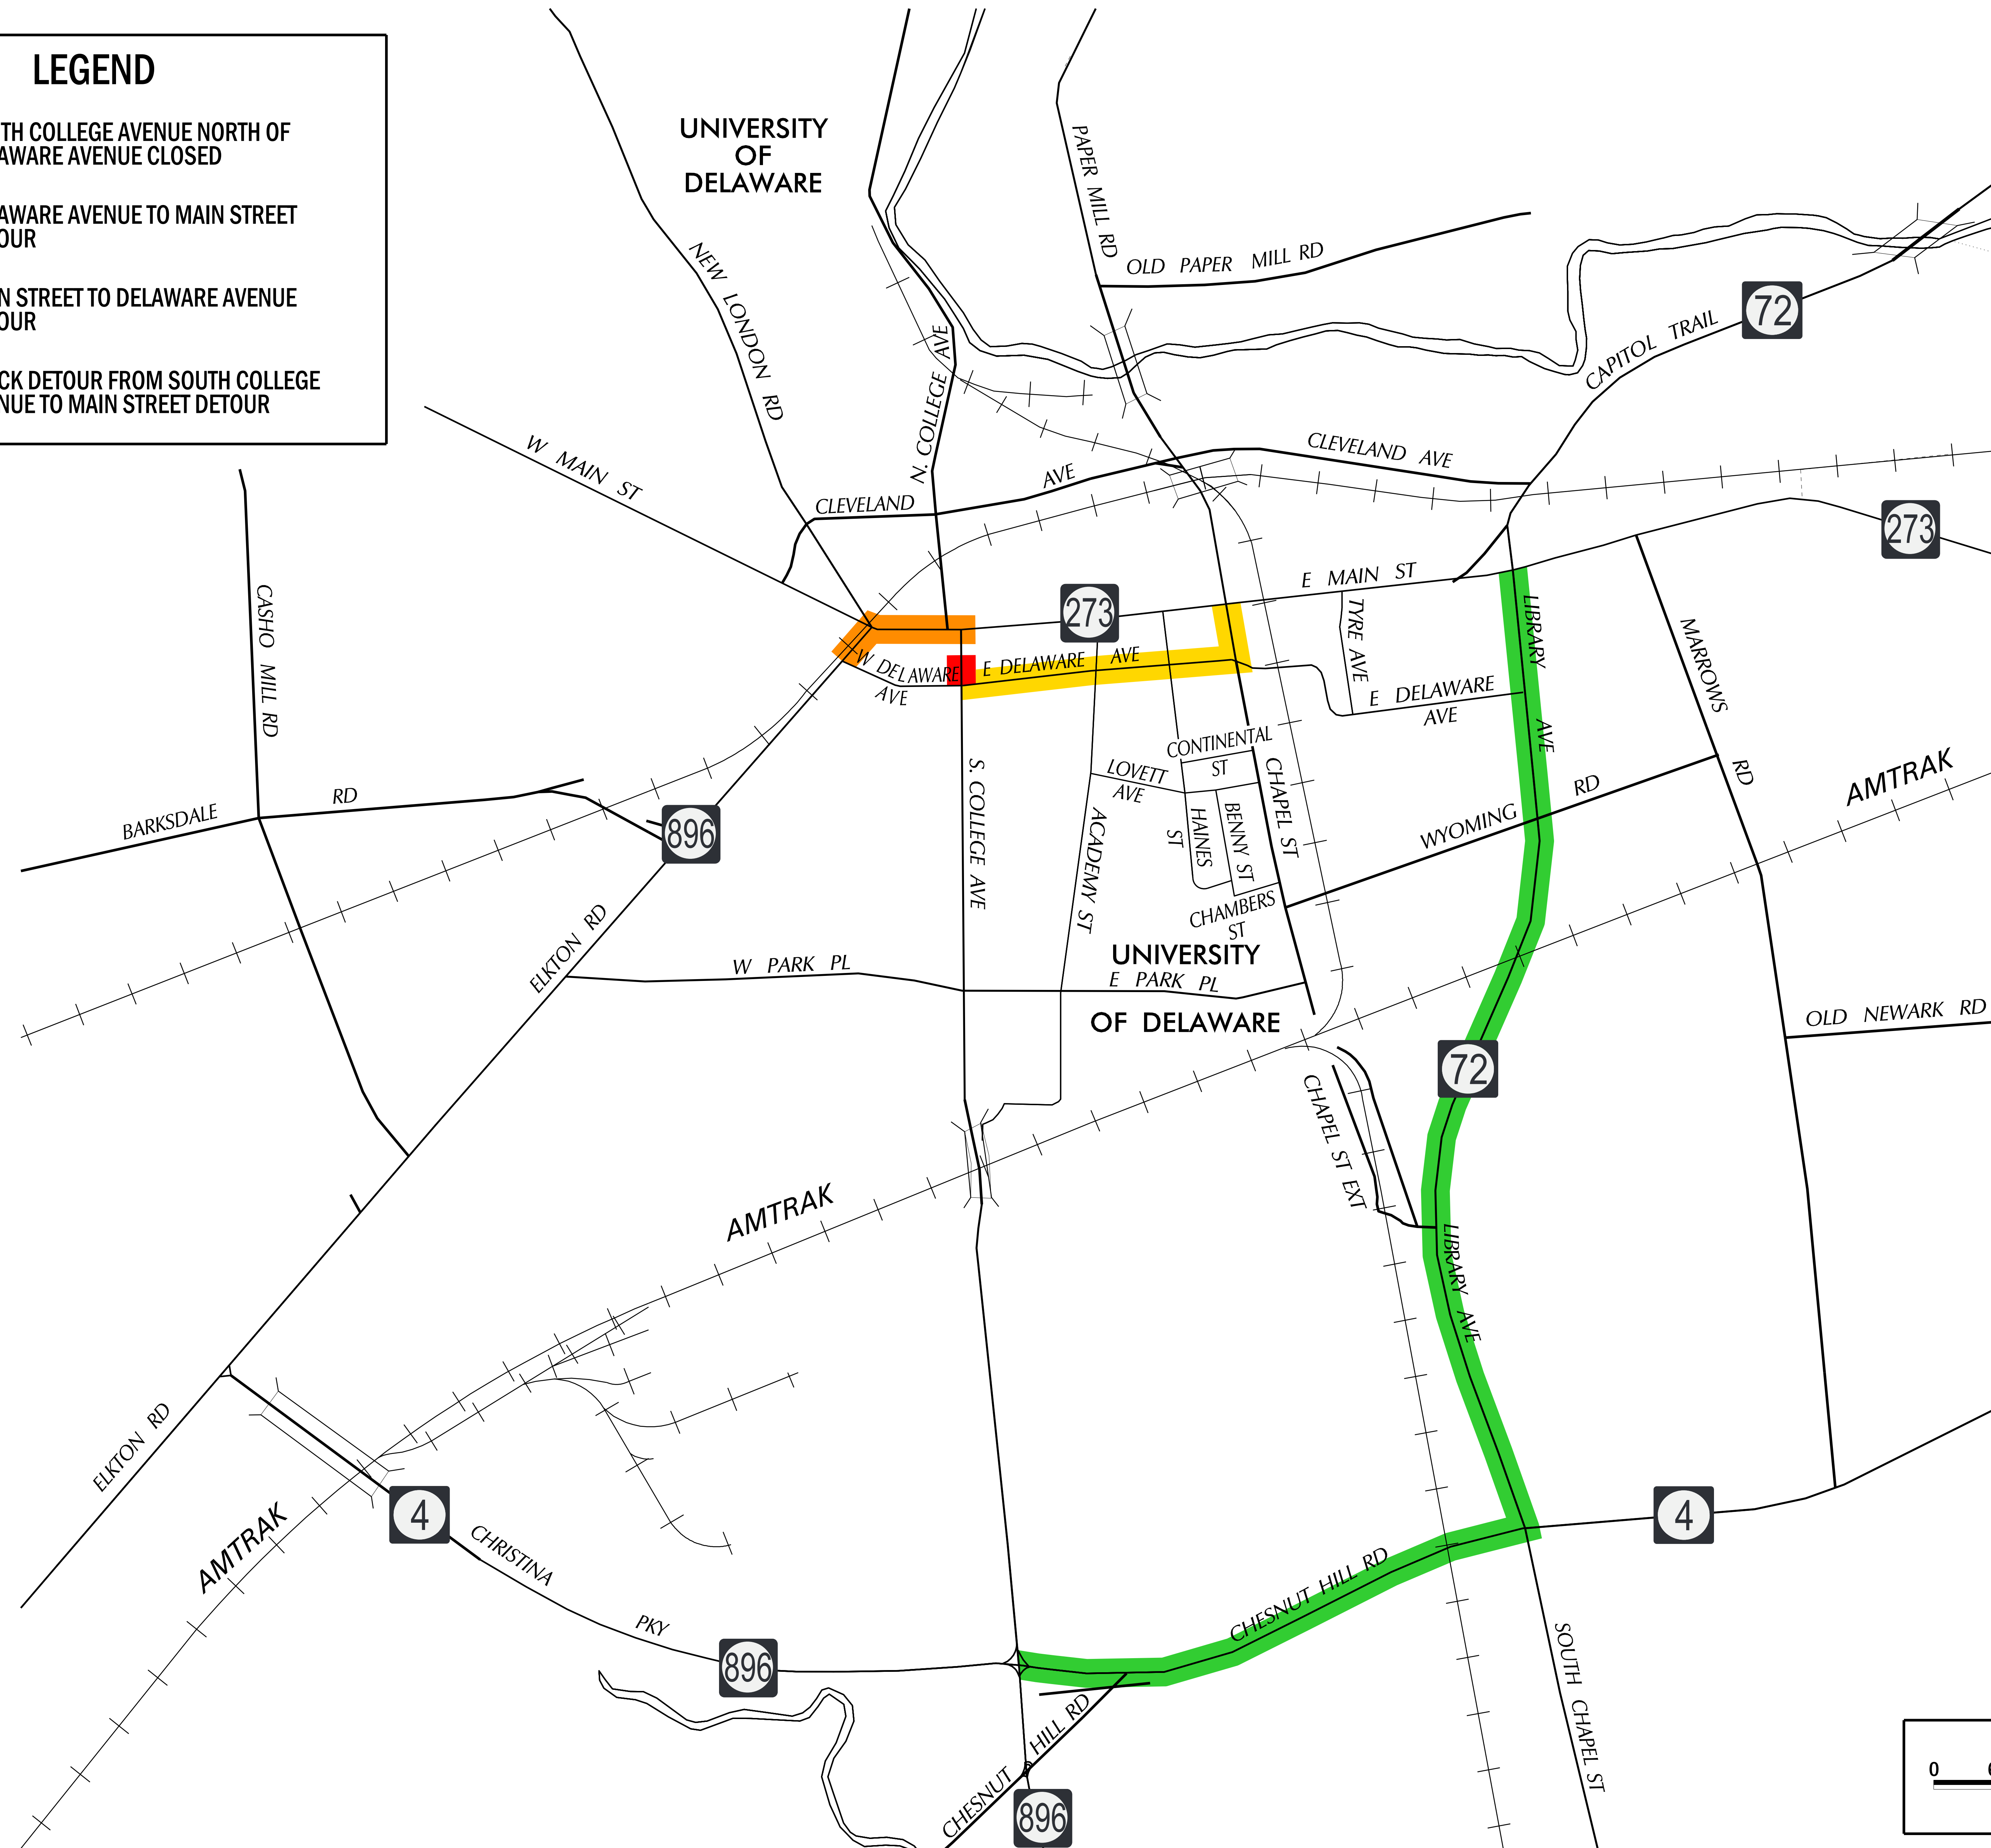 LEGEND
TH COLLEGE AVENUE NORTH OF
AWARE AVENUE CLOSED
AWARE AVENUE TO MAIN STREET
OUR
N STREET TO DELAWARE AVENUE
OUR
CK DETOUR FROM SOUTH COLLEGE
NUE TO MAIN STREET DETOUR
UNIVERSITY
OF
DELAWARE
PAPER MILL RD
OLD PAPER MILL RD
NEW LONDON RD
N. COLLEGE AVE
72
CAPITOL TRAIL
W MAIN ST
CLEVELAND AVE
CLEVELAND AVE
273
273
E MAIN ST
CASHO MILL RD
TYRE AVE
LIBRARY AVE
MARROWS RD
W DELAWARE
AVE
E DELAWARE AVE
E DELAWARE
AVE
CONTINENTAL
ST
LOVETT
AVE
S. COLLEGE AVE
CHAPEL ST
HAINES
ST
BENNY ST
ACADEMY ST
CHAMBERS
ST
WYOMING RD
AMTRAK
BARKSDALE RD
896
ELKTON RD
W PARK PL
UNIVERSITY
E PARK PL
OF DELAWARE
OLD NEWARK RD
72
CHAPEL ST EXT
AMTRAK
LIBRARY AVE
ELKTON RD
AMTRAK
4
4
CHRISTINA
PKY
CHESNUT HILL RD
896
SOUTH CHAPEL ST
CHESNUT HILL RD
896
0